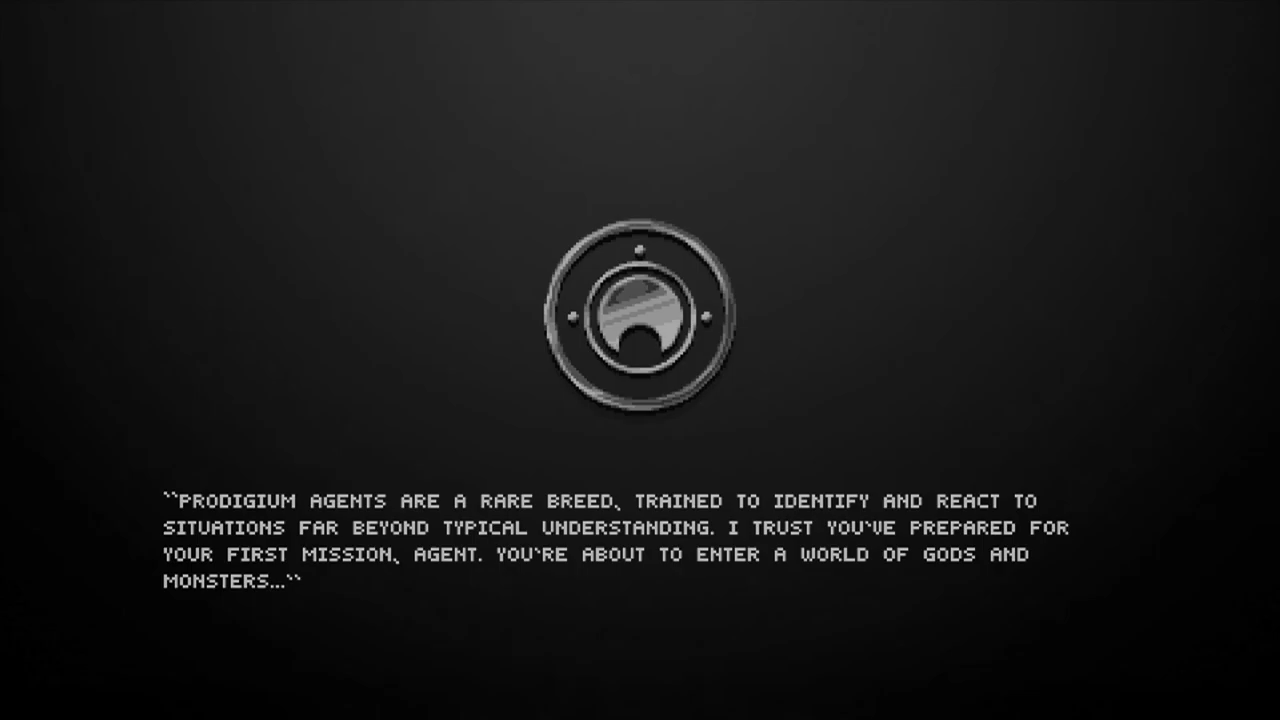 ``PRODIGIUM AGENTS ARE A RARE BREED, TRAINED TO IDENTIFY AND REACT TO
SITUATIONS FAR BEYOND TYPICAL UNDERSTANDING. I TRUST YOU`VE PREPARED FOR
YOUR FIRST MISSION, AGENT. YOU`RE ABOUT TO ENTER A WORLD OF GODS AND
MONSTERS...``